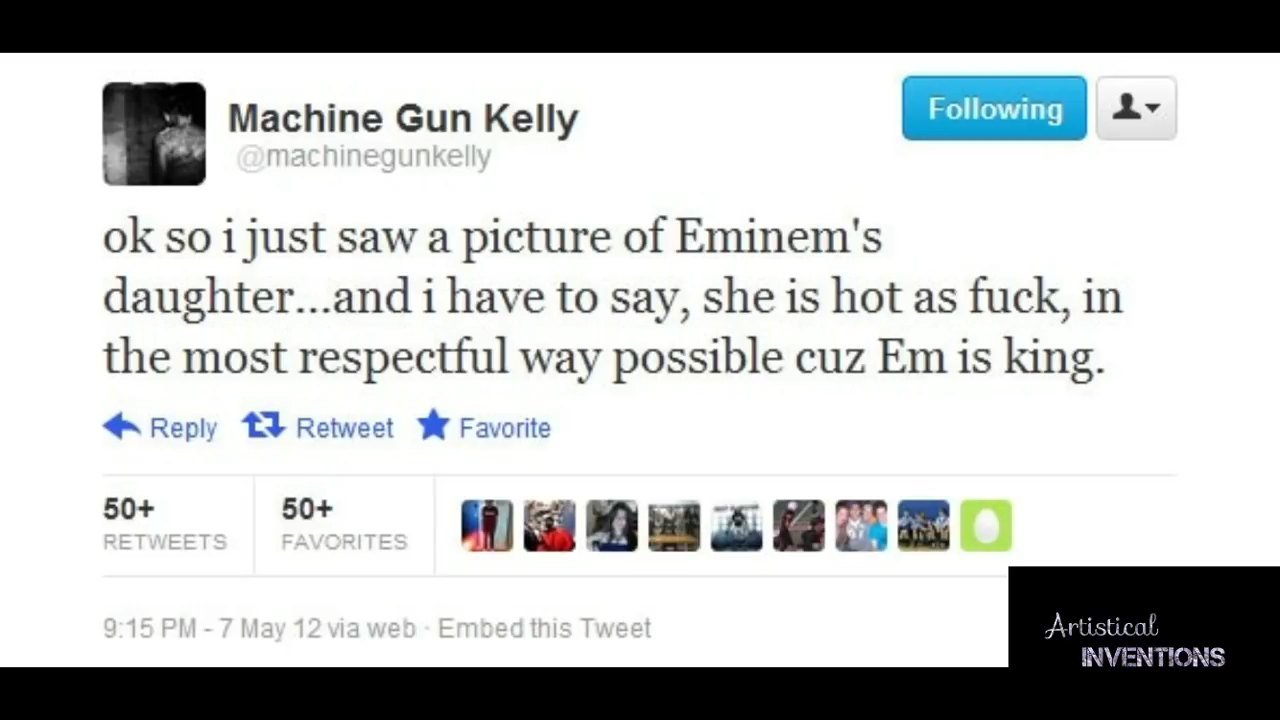 Machine Gun Kelly
@machinegunkelly
Following
ok so i just saw a picture of Eminem's
daughter...and i have to say, she is hot as fuck, in
the most respectful way possible cuz Em is king.
Reply Retweet Favorite
50+ 50+
RETWEETS FAVORITES
9:15 PM - 7 May 12 via web · Embed this Tweet
Artistical
INVENTIONS